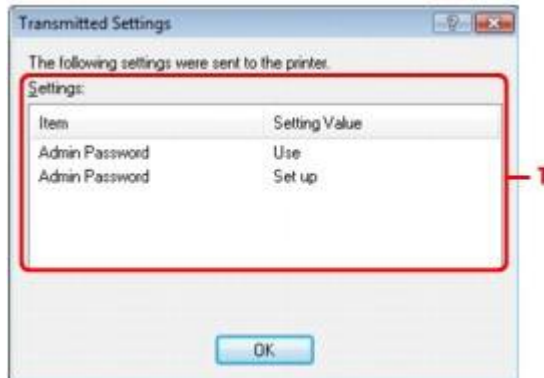 Transmitted Settings
The following settings were sent to the printer.
Settings:
Item Setting Value
Admin Password Use
Admin Password Set up
1
OK